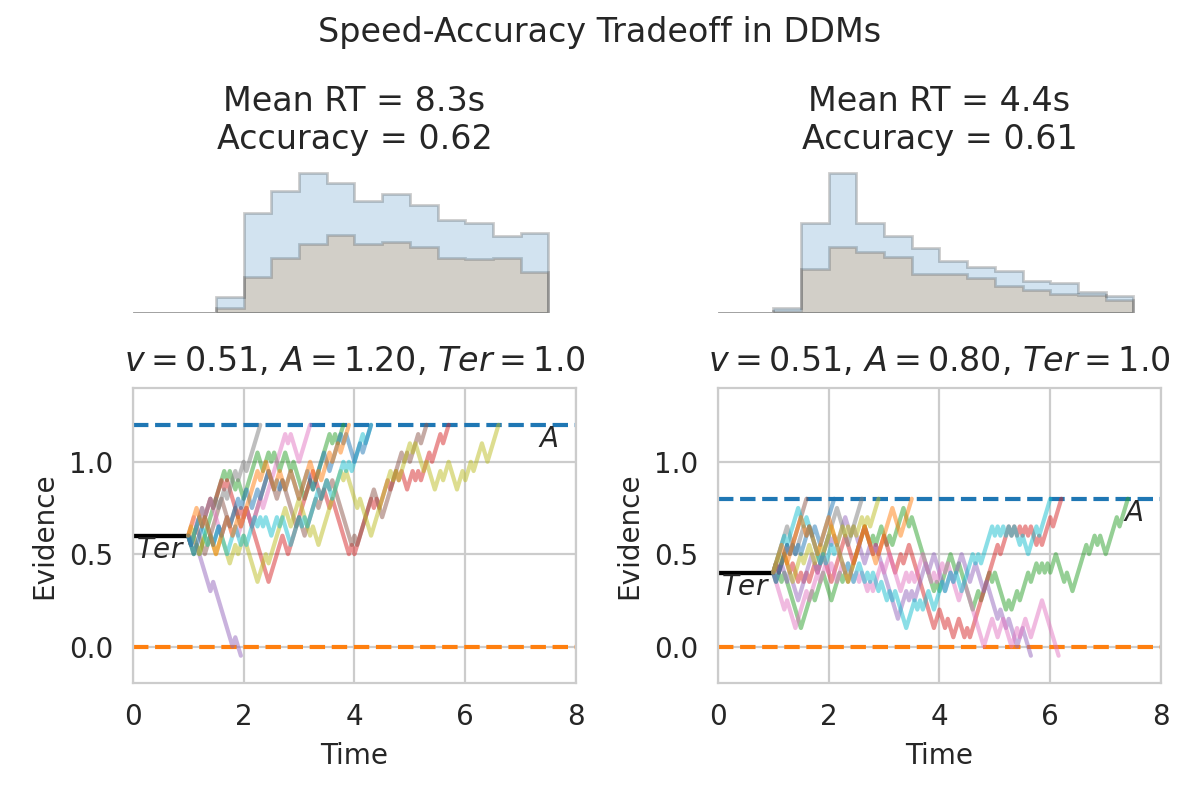 Speed-Accuracy Tradeoff in DDMs
Mean RT = 8.3s
Accuracy = 0.62
Mean RT = 4.4s
Accuracy = 0.61
v = 0.51, A = 1.20, Ter = 1.0
v = 0.51, A = 0.80, Ter = 1.0
Evidence
1.0
0.5
0.0
A
Ter
0 2 4 6 8
Time
Evidence
1.0
0.5
0.0
A
Ter
0 2 4 6 8
Time